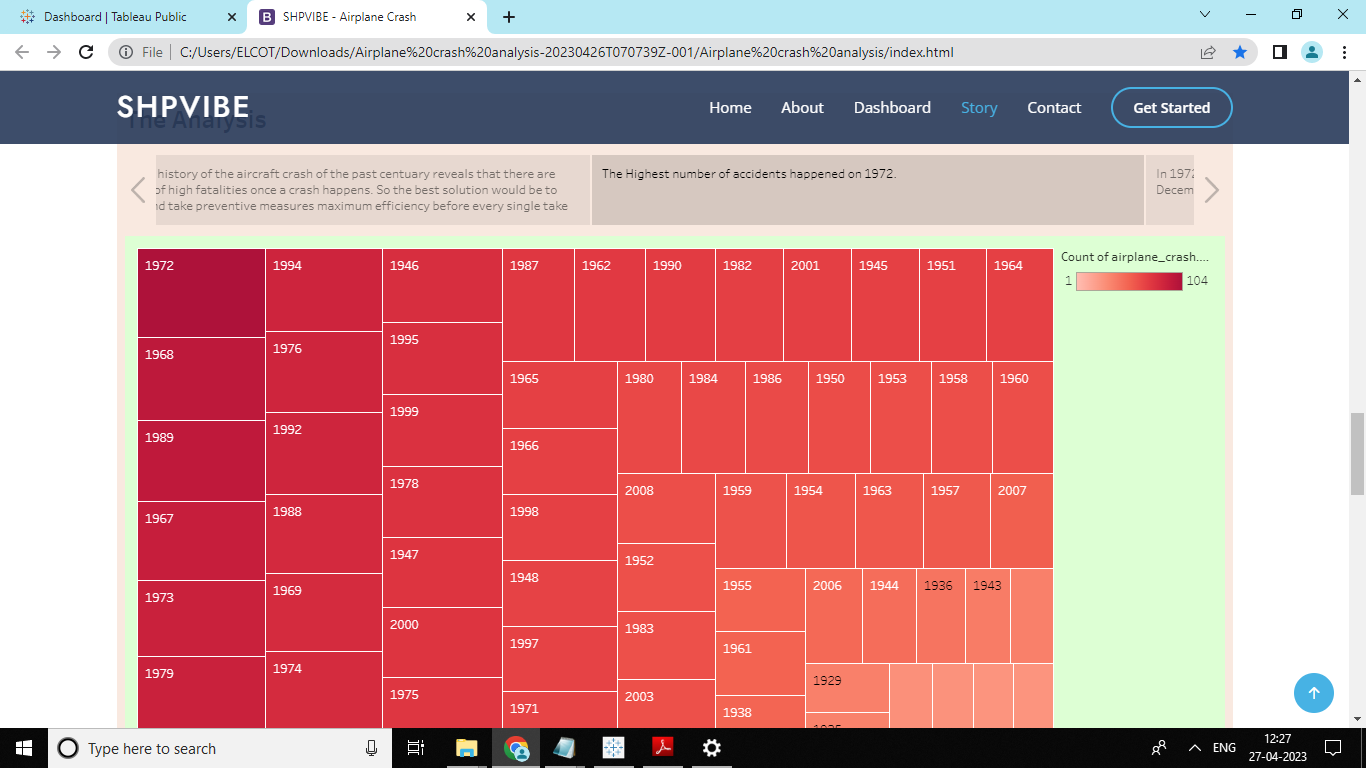 Dashboard | Tableau Public
SHPVIBE - Airplane Crash
File
C:/Users/ELCOT/Downloads/Airplane%20crash%20analysis-20230426T070739Z-001/Airplane%20crash%20analysis/index.html
SHPVIBE
Home
About
Dashboard
Story
Contact
Get Started
The Analysis
history of the aircraft crash of the past centuary reveals that there are
of high fatalities once a crash happens. So the best solution would be to
take preventive measures maximum efficiency before every single take
The Highest number of accidents happened on 1972.
In 197
Decem
1972
1968
1989
1967
1973
1979
1994
1976
1992
1988
1969
1974
1946
1995
1999
1978
1947
2000
1975
1987
1962
1990
1982
2001
1945
1951
1964
1965
1966
1998
1948
1997
1971
1980
1984
1986
1950
1953
1958
1960
2008
1952
1983
2003
1959
1954
1963
1957
2007
1955
1961
1938
2006
1944
1936
1943
1929
Count of airplane_crash....
1
104
Type here to search
ENG
12:27
27-04-2023